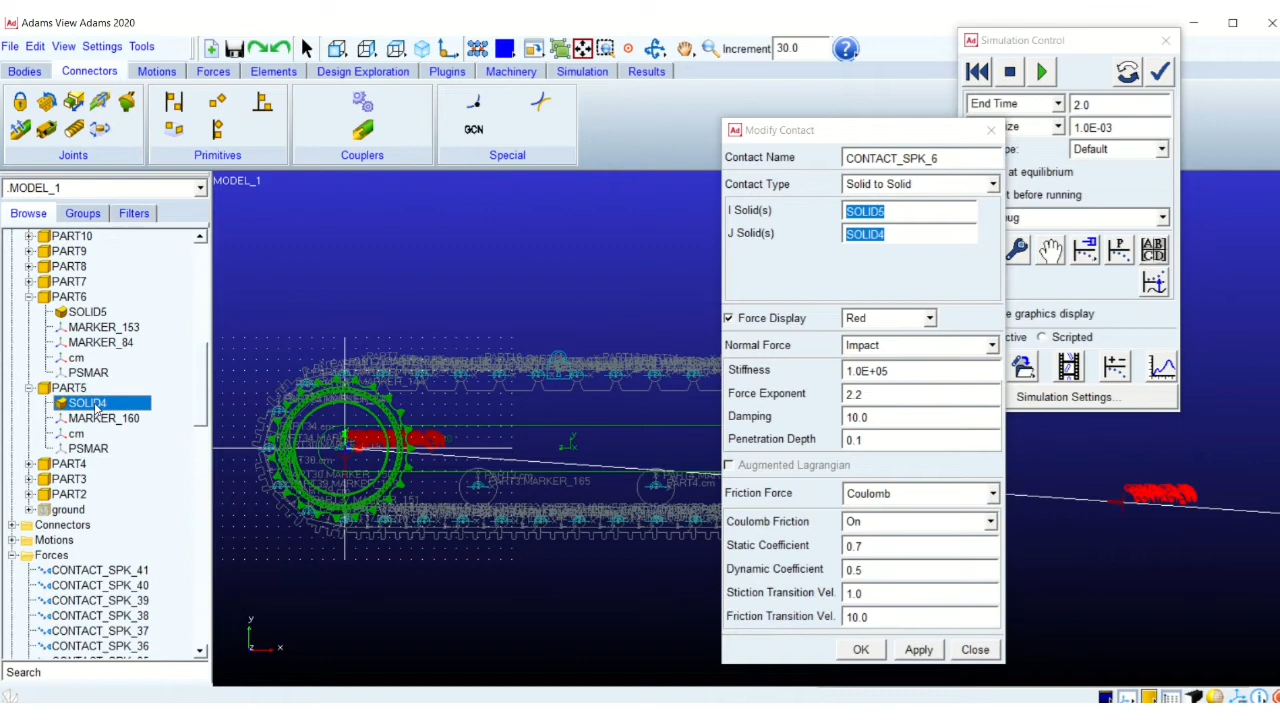 Adams View Adams 2020
File Edit View Settings Tools
Increment 30.0
Bodies Connectors Motions Forces Elements Design Exploration Plugins Machinery Simulation Results
GCN
Joints Primitives Couplers Special
.MODEL_1
Browse Groups Filters
PART10
PART9
PART8
PART7
PART6
SOLID5
MARKER_153
MARKER_84
cm
PSMAR
PART5
SOLID4
MARKER_160
cm
PSMAR
PART4
PART3
PART2
ground
Connectors
Motions
Forces
CONTACT_SPK_41
CONTACT_SPK_40
CONTACT_SPK_39
CONTACT_SPK_38
CONTACT_SPK_37
CONTACT_SPK_36
Search
MODEL_1
PART3.MARKER_165
y
x
z
Modify Contact
Contact Name CONTACT_SPK_6
Contact Type Solid to Solid
I Solid(s) SOLID5
J Solid(s) SOLID4
Force Display Red
Normal Force Impact
Stiffness 1.0E+05
Force Exponent 2.2
Damping 10.0
Penetration Depth 0.1
Augmented Lagrangian
Friction Force Coulomb
Coulomb Friction On
Static Coefficient 0.7
Dynamic Coefficient 0.5
Stiction Transition Vel. 1.0
Friction Transition Vel. 10.0
OK Apply Close
Simulation Control
End Time 2.0
ze 1.0E-03
pe: Default
at equilibrium
t before running
ug
e graphics display
ctive Scripted
Simulation Settings...